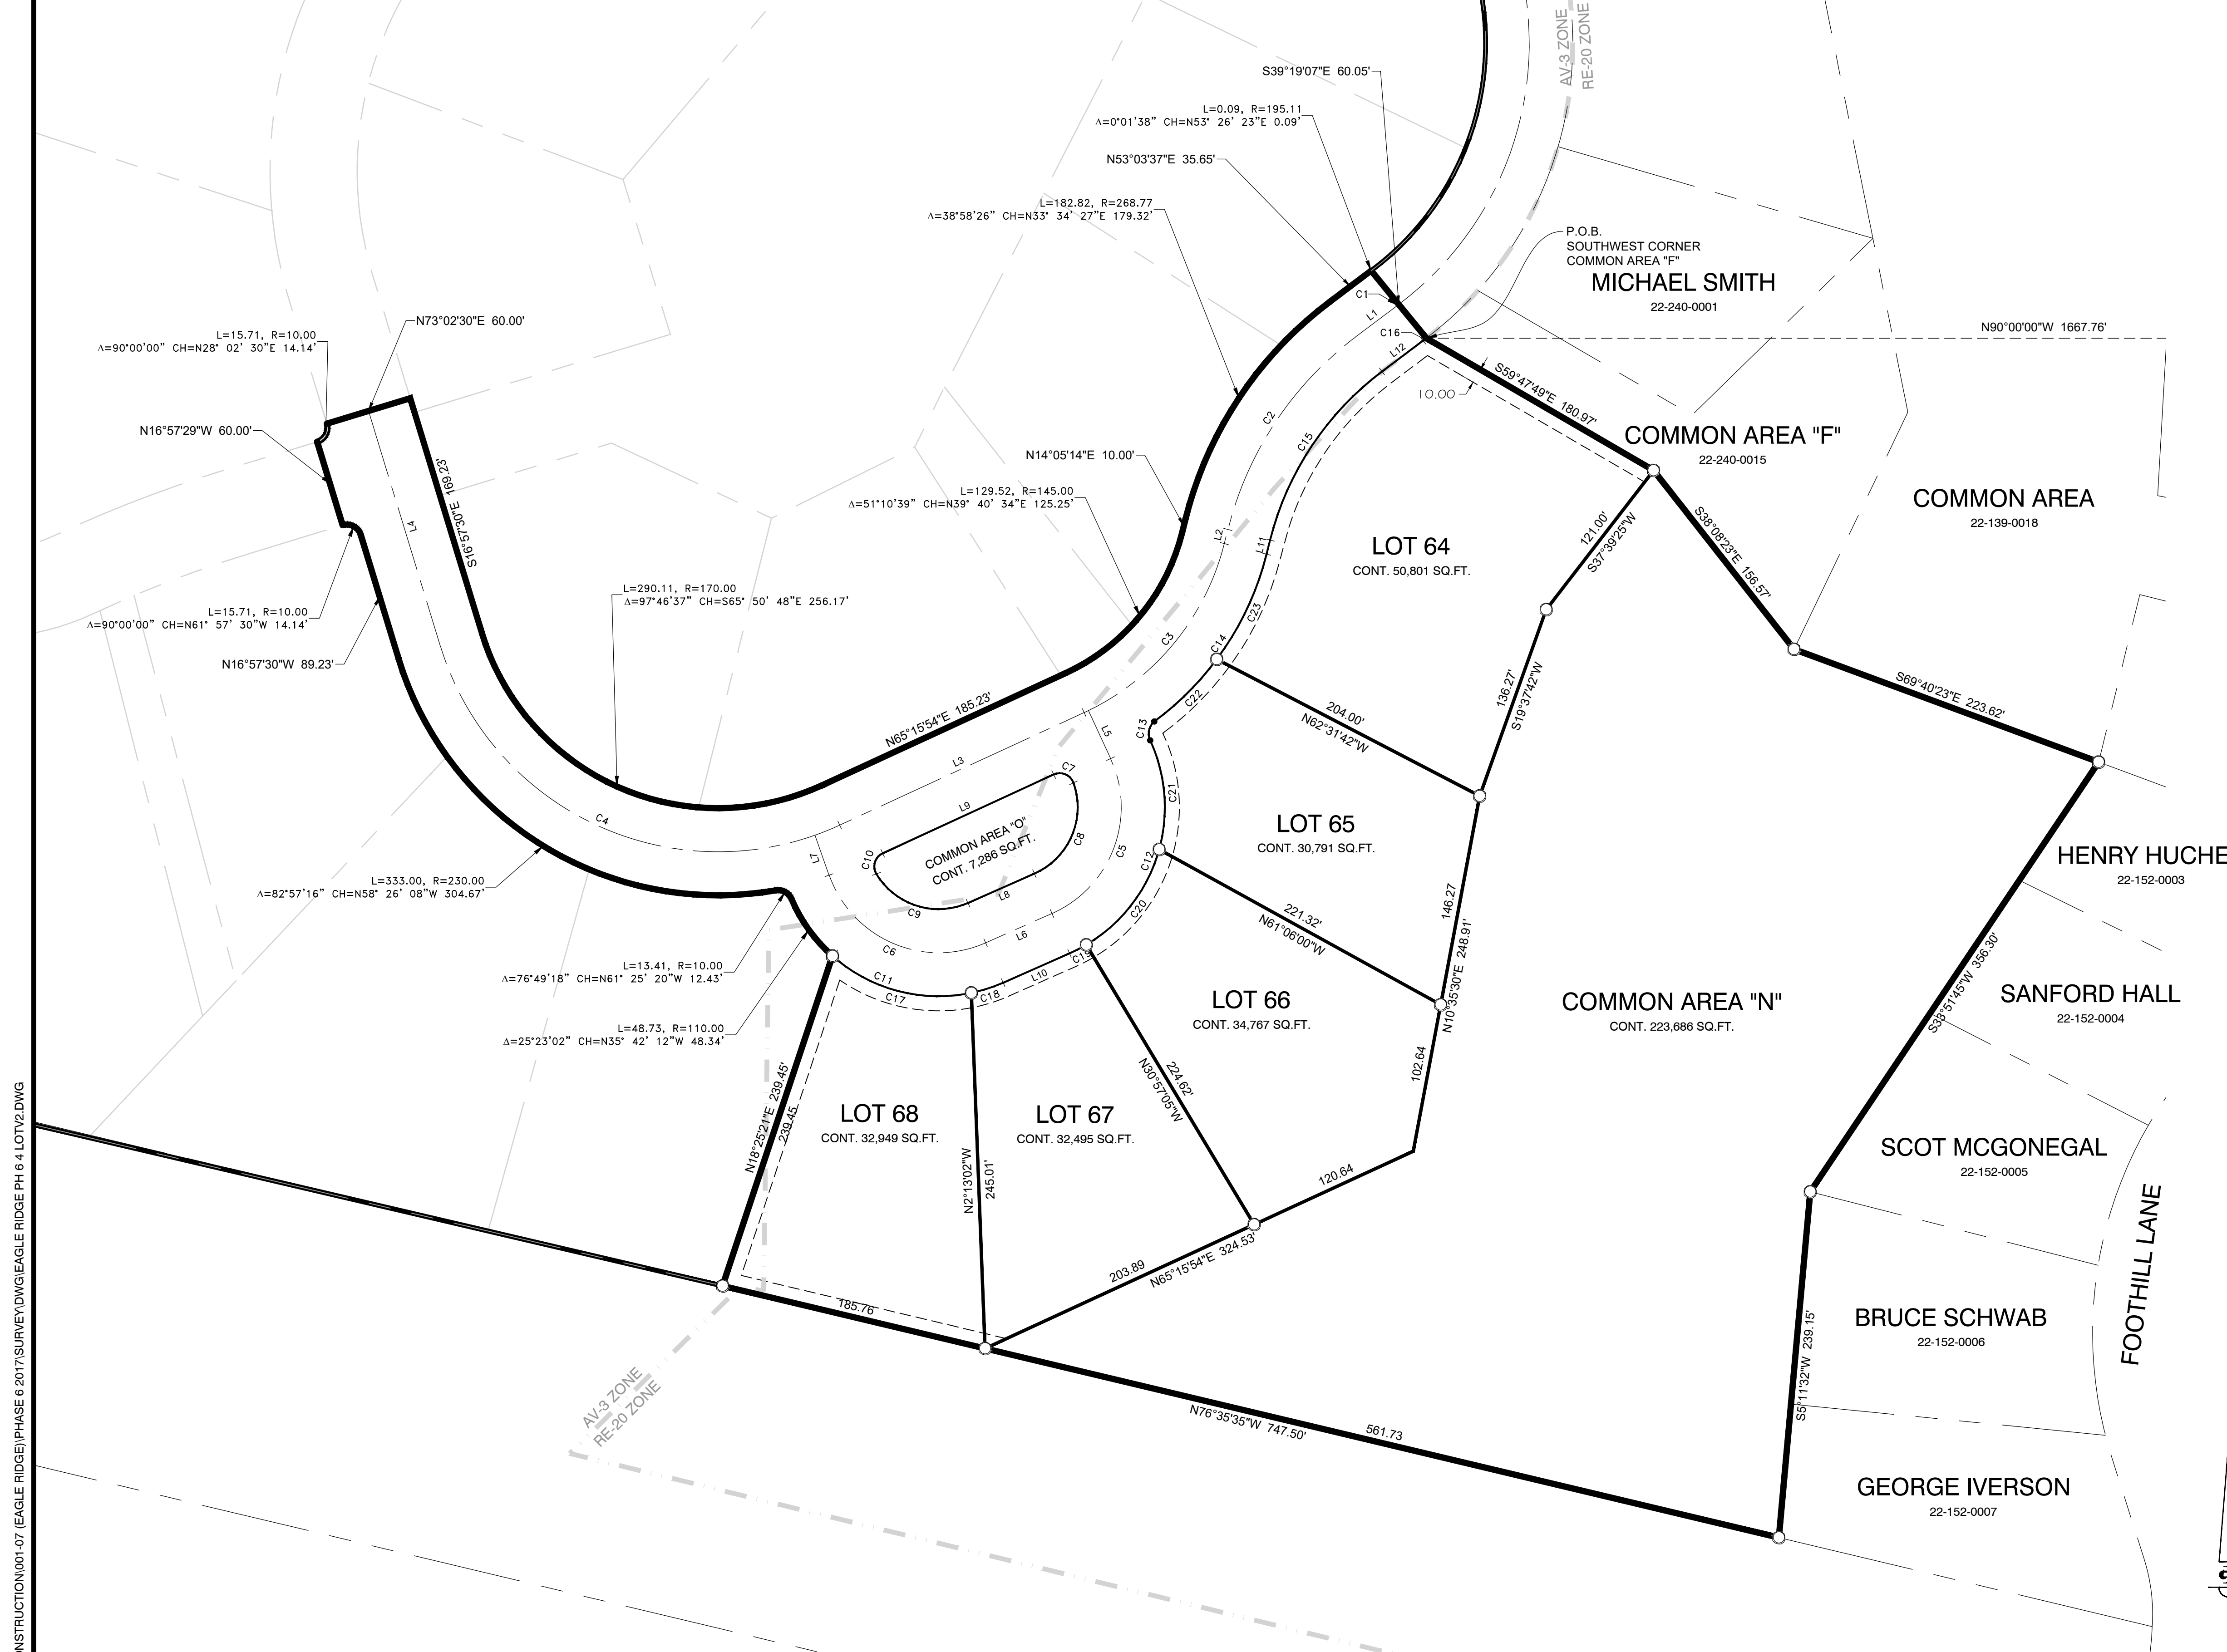 AV-3 ZONE
RE-20 ZONE
S39°19'07"E 60.05'
L=0.09, R=195.11
Δ=0°01'38" CH=N53° 26' 23"E 0.09'
N53°03'37"E 35.65'
L=182.82, R=268.77
Δ=38°58'26" CH=N33° 34' 27"E 179.32'
P.O.B.
SOUTHWEST CORNER
COMMON AREA "F"
MICHAEL SMITH
22-240-0001
N90°00'00"W 1667.76'
C1
L1
C16
L12
N73°02'30"E 60.00'
L=15.71, R=10.00
Δ=90°00'00" CH=N28° 02' 30"E 14.14'
S59°47'49"E 180.97'
10.00
N16°57'29"W 60.00'
C2
C15
COMMON AREA "F"
22-240-0015
N14°05'14"E 10.00'
S16°57'30"E 169.23'
L=129.52, R=145.00
Δ=51°10'39" CH=N39° 40' 34"E 125.25'
COMMON AREA
22-139-0018
L4
L2
L11
LOT 64
CONT. 50,801 SQ.FT.
121.00'
S37°39'25"W
S38°08'23"E 156.57'
L=290.11, R=170.00
Δ=97°46'37" CH=S65° 50' 48"E 256.17'
L=15.71, R=10.00
Δ=90°00'00" CH=N61° 57' 30"W 14.14'
C23
C3
C14
N16°57'30"W 89.23'
136.27'
S19°37'42"W
S69°40'23"E 223.62'
C22
N65°15'54"E 185.23'
204.00'
N62°31'42"W
L5
C13
L3
C7
C21
L9
C4
COMMON AREA "O"
CONT. 7,286 SQ.FT.
LOT 65
CONT. 30,791 SQ.FT.
C8
C5
C10
L7
C12
HENRY HUCHE
22-152-0003
L=333.00, R=230.00
Δ=82°57'16" CH=N58° 26' 08"W 304.67'
L8
C9
C20
146.27
221.32'
N61°06'00"W
N10°35'30"E 248.91'
L6
C6
S33°51'45"W 356.30'
L=13.41, R=10.00
Δ=76°49'18" CH=N61° 25' 20"W 12.43'
C11
L10
C19
C17
C18
LOT 66
CONT. 34,767 SQ.FT.
COMMON AREA "N"
CONT. 223,686 SQ.FT.
SANFORD HALL
22-152-0004
L=48.73, R=110.00
Δ=25°23'02" CH=N35° 42' 12"W 48.34'
102.64
224.62'
N30°57'05"W
N18°25'21"E 239.45'
239.45
LOT 68
CONT. 32,949 SQ.FT.
LOT 67
CONT. 32,495 SQ.FT.
SCOT MCGONEGAL
22-152-0005
N2°13'02"W
245.01'
120.64
FOOTHILL LANE
203.89
N65°15'54"E 324.53'
185.76
BRUCE SCHWAB
22-152-0006
S5°11'32"W 239.15'
AV-3 ZONE
RE-20 ZONE
N76°35'35"W 747.50'
561.73
GEORGE IVERSON
22-152-0007
NSTRUCTION\001-07 (EAGLE RIDGE)\PHASE 6 2017\SURVEY\DWG\EAGLE RIDGE PH 6 4 LOTV2.DWG